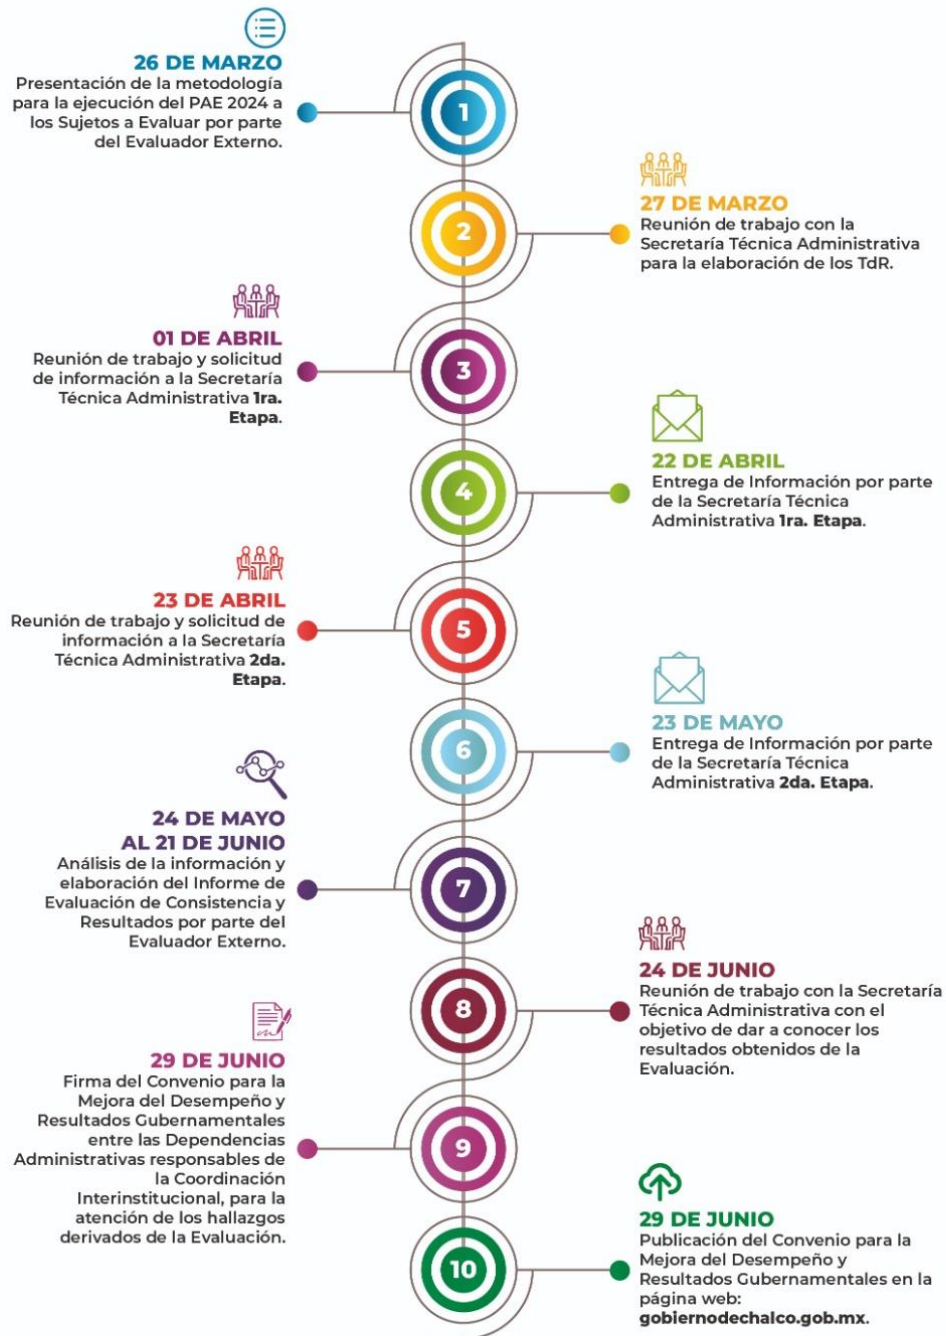 26 DE MARZO
Presentación de la metodología
para la ejecución del PAE 2024 a
los Sujetos a Evaluar por parte
del Evaluador Externo.
1
27 DE MARZO
Reunión de trabajo con la
Secretaría Técnica Administrativa
para la elaboración de los TdR.
2
01 DE ABRIL
Reunión de trabajo y solicitud
de información a la Secretaría
Técnica Administrativa 1ra.
Etapa.
3
22 DE ABRIL
Entrega de Información por parte
de la Secretaría Técnica
Administrativa 1ra. Etapa.
4
23 DE ABRIL
Reunión de trabajo y solicitud de
información a la Secretaría
Técnica Administrativa 2da.
Etapa.
5
23 DE MAYO
Entrega de Información por parte
de la Secretaría Técnica
Administrativa 2da. Etapa.
6
24 DE MAYO
AL 21 DE JUNIO
Análisis de la información y
elaboración del Informe de
Evaluación de Consistencia y
Resultados por parte del
Evaluador Externo.
7
24 DE JUNIO
Reunión de trabajo con la Secretaría
Técnica Administrativa con el
objetivo de dar a conocer los
resultados obtenidos de la
Evaluación.
8
29 DE JUNIO
Firma del Convenio para la
Mejora del Desempeño y
Resultados Gubernamentales
entre las Dependencias
Administrativas responsables de
la Coordinación
Interinstitucional, para la
atención de los hallazgos
derivados de la Evaluación.
9
29 DE JUNIO
Publicación del Convenio para la
Mejora del Desempeño y
Resultados Gubernamentales en la
página web:
gobiernodechalco.gob.mx.
10